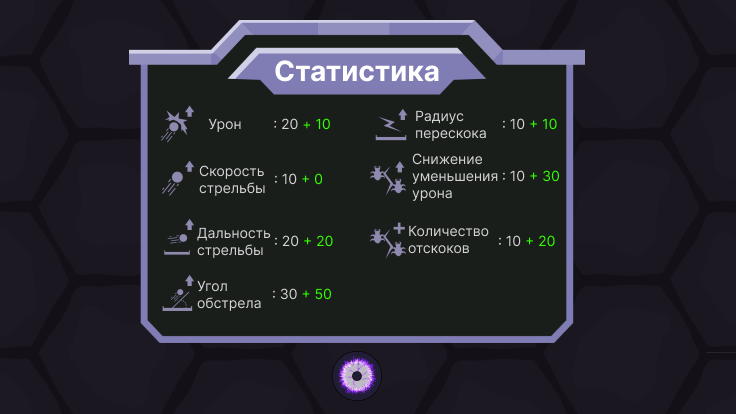 Статистика
Урон : 20 + 10
Скорость
стрельбы : 10 + 0
Дальность
стрельбы : 20 + 20
Угол
обстрела : 30 + 50
Радиус
перескока : 10 + 10
Снижение
уменьшения : 10 + 30
урона
Количество
отскоков : 10 + 20